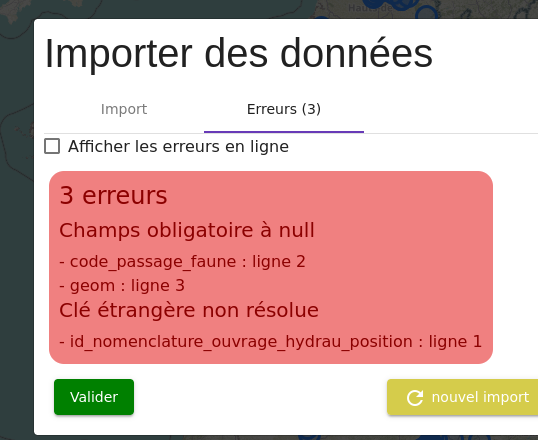 Importer des données
Import
Erreurs (3)
Afficher les erreurs en ligne
3 erreurs
Champs obligatoire à null
- code_passage_faune : ligne 2
- geom : ligne 3
Clé étrangère non résolue
- id_nomenclature_ouvrage_hydrau_position : ligne 1
Valider
nouvel import